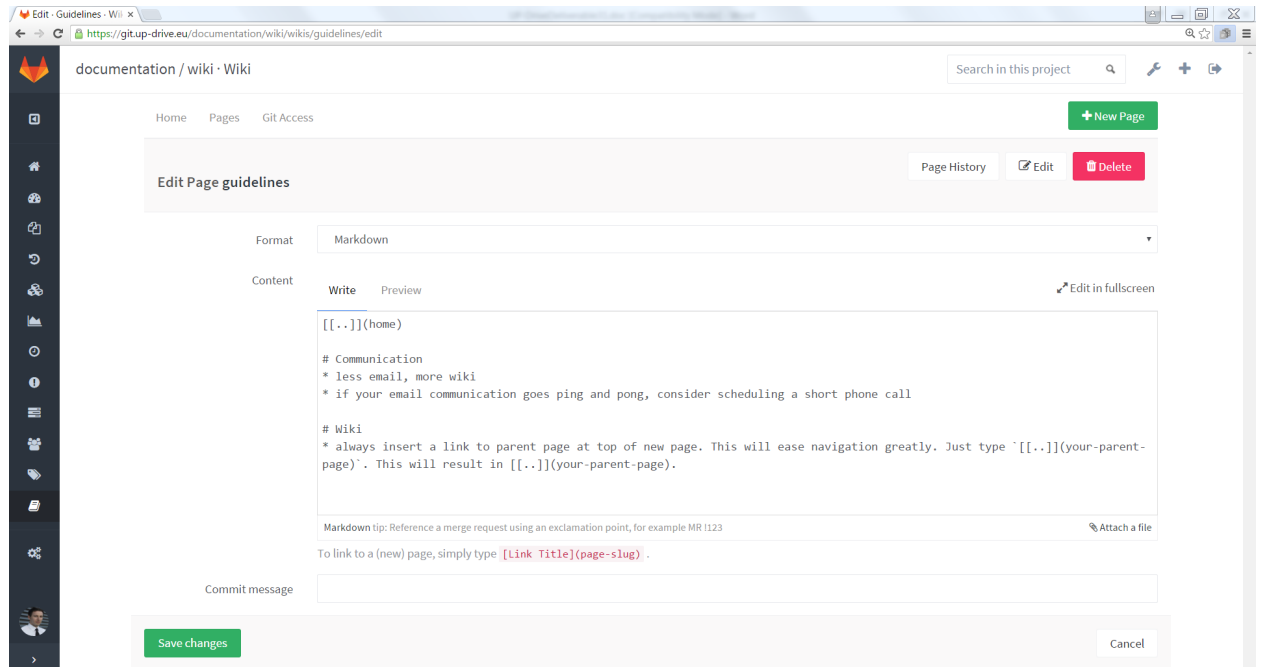 Edit · Guidelines · Wi
https://git.up-drive.eu/documentation/wiki/wikis/guidelines/edit
documentation / wiki · Wiki
Search in this project
Home Pages Git Access
New Page
Edit Page guidelines
Page History Edit Delete
Format Markdown
Content
Write Preview
Edit in fullscreen
[[..]](home)
# Communication
* less email, more wiki
* if your email communication goes ping and pong, consider scheduling a short phone call
# Wiki
* always insert a link to parent page at top of new page. This will ease navigation greatly. Just type `[[..]](your-parent-
page)`. This will result in [[..]](your-parent-page).
Markdown tip: Reference a merge request using an exclamation point, for example MR !123
Attach a file
To link to a (new) page, simply type [Link Title](page-slug) .
Commit message
Save changes
Cancel